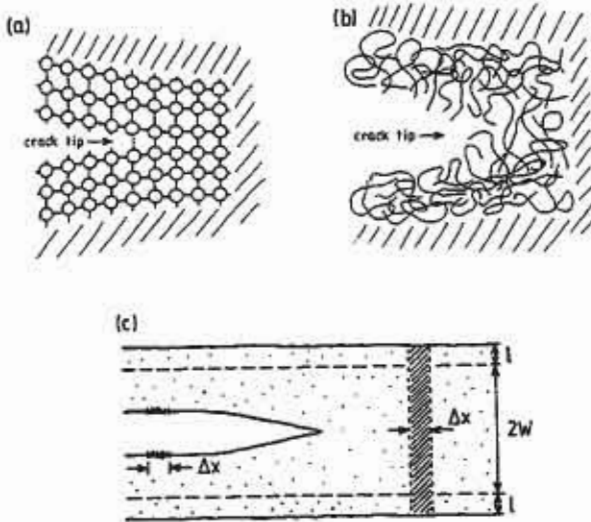 (a)
crack tip →
(b)
crack tip →
(c)
l
Δx
2W
Δx
l